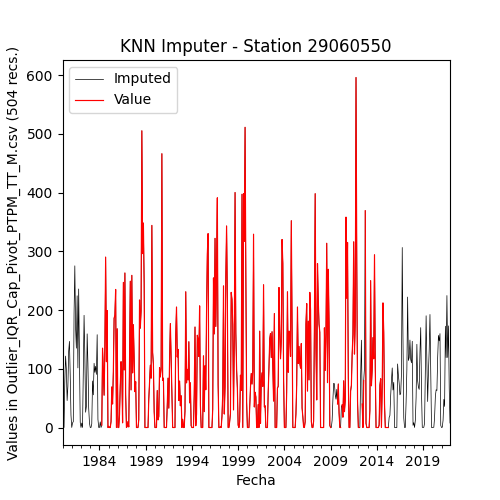 KNN Imputer - Station 29060550
Imputed
Value
Values in Outlier_IQR_Cap_Pivot_PTPM_TT_M.csv (504 recs.)
600
500
400
300
200
100
0
1984 1989 1994 1999 2004 2009 2014 2019
Fecha